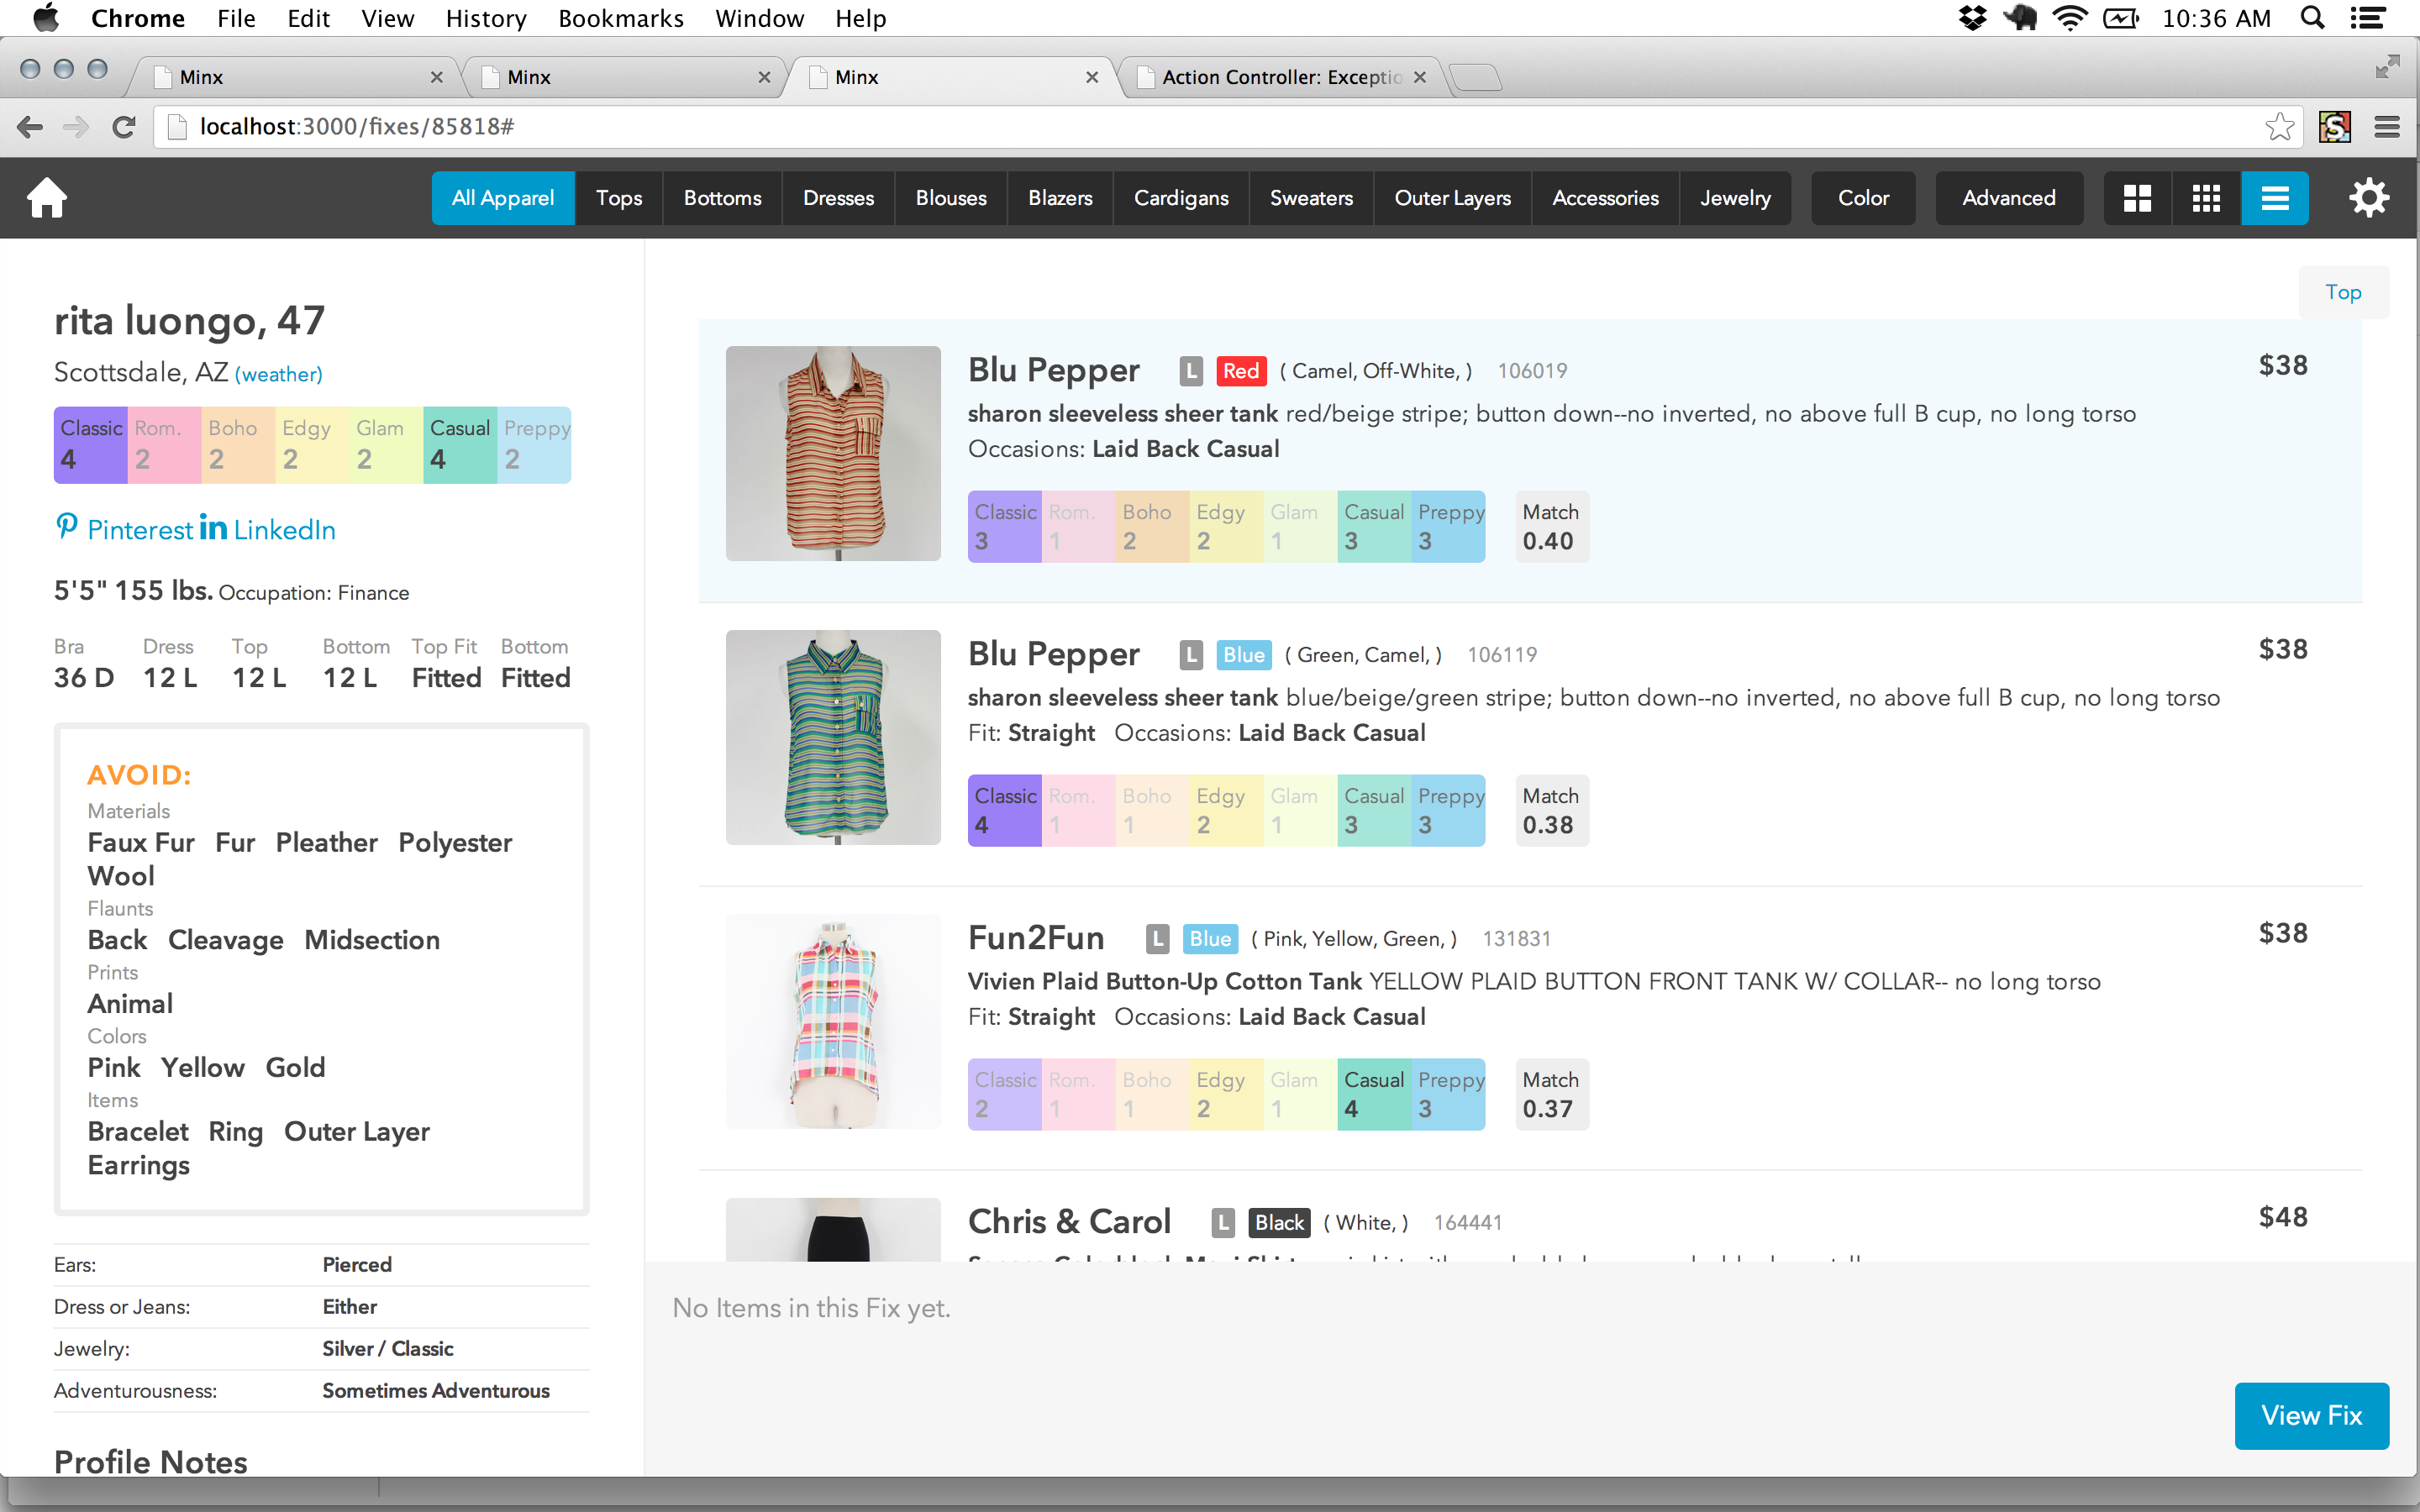 Chrome File Edit View History Bookmarks Window Help 10:36 AM
Minx Minx Minx Action Controller: Exceptio
localhost:3000/fixes/85818#
All Apparel Tops Bottoms Dresses Blouses Blazers Cardigans Sweaters Outer Layers Accessories Jewelry Color Advanced
rita luongo, 47
Scottsdale, AZ (weather)
Classic Rom. Boho Edgy Glam Casual Preppy
4 2 2 2 2 4 2
Pinterest in LinkedIn
5'5" 155 lbs. Occupation: Finance
Bra Dress Top Bottom Top Fit Bottom
36 D 12 L 12 L 12 L Fitted Fitted
AVOID:
Materials
Faux Fur Fur Pleather Polyester
Wool
Flaunts
Back Cleavage Midsection
Prints
Animal
Colors
Pink Yellow Gold
Items
Bracelet Ring Outer Layer
Earrings
Ears: Pierced
Dress or Jeans: Either
Jewelry: Silver / Classic
Adventurousness: Sometimes Adventurous
Profile Notes
Top
Blu Pepper L Red ( Camel, Off-White, ) 106019 $38
sharon sleeveless sheer tank red/beige stripe; button down--no inverted, no above full B cup, no long torso
Occasions: Laid Back Casual
Classic Rom. Boho Edgy Glam Casual Preppy Match
3 1 2 2 1 3 3 0.40
Blu Pepper L Blue ( Green, Camel, ) 106119 $38
sharon sleeveless sheer tank blue/beige/green stripe; button down--no inverted, no above full B cup, no long torso
Fit: Straight Occasions: Laid Back Casual
Classic Rom. Boho Edgy Glam Casual Preppy Match
4 1 1 2 1 3 3 0.38
Fun2Fun L Blue ( Pink, Yellow, Green, ) 131831 $38
Vivien Plaid Button-Up Cotton Tank YELLOW PLAID BUTTON FRONT TANK W/ COLLAR-- no long torso
Fit: Straight Occasions: Laid Back Casual
Classic Rom. Boho Edgy Glam Casual Preppy Match
2 1 1 2 1 4 3 0.37
Chris & Carol L Black ( White, ) 164441 $48
No Items in this Fix yet.
View Fix